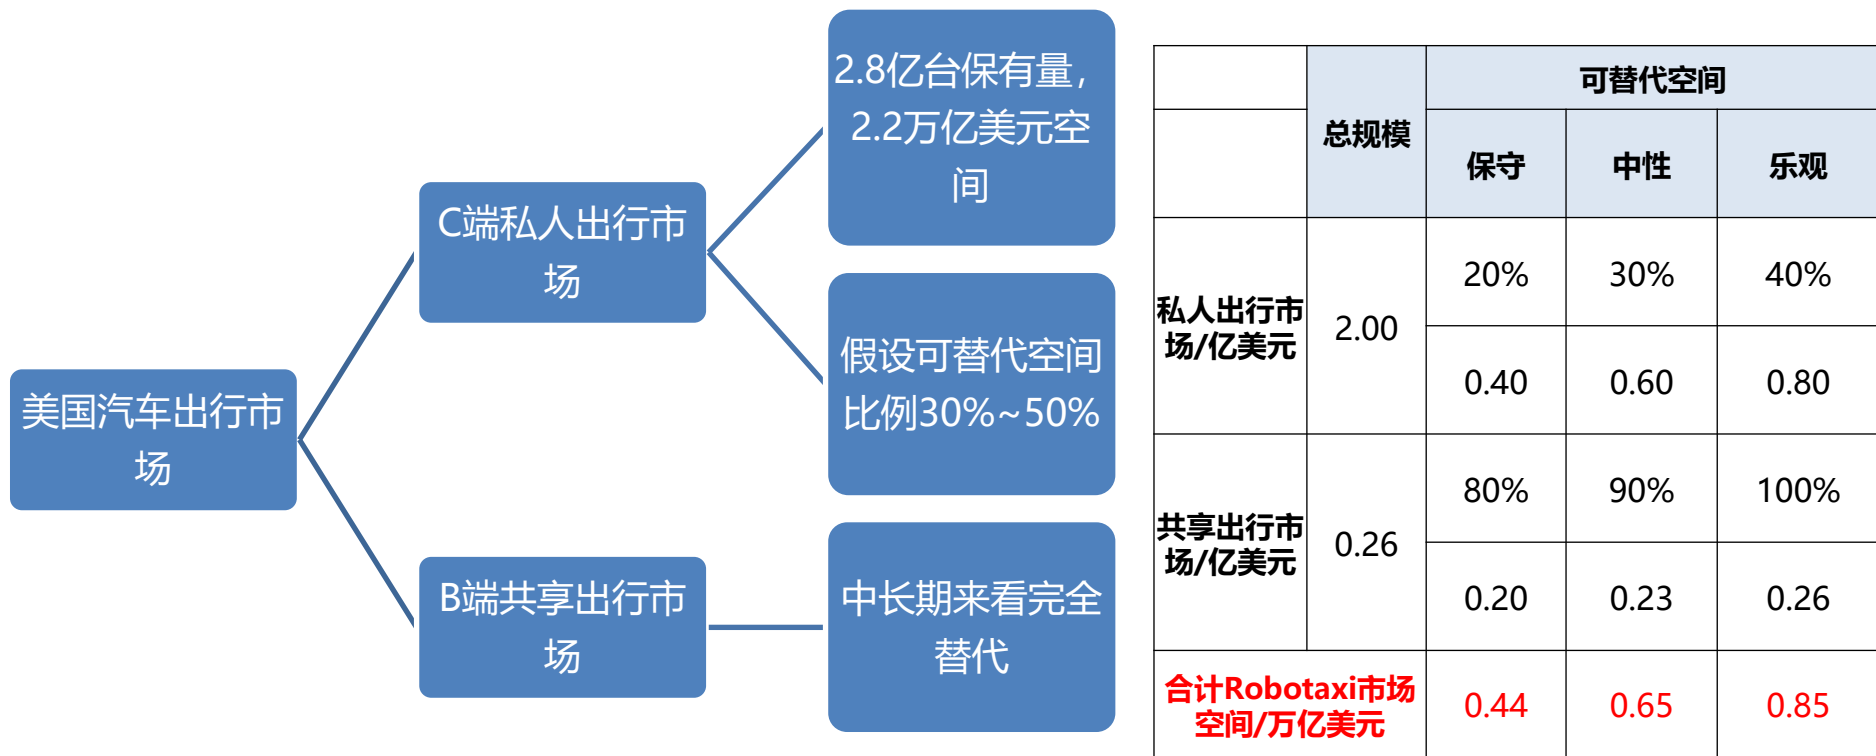 美国汽车出行市
场
C端私人出行市
场
2.8亿台保有量，
2.2万亿美元空
间
假设可替代空间
比例30%~50%
B端共享出行市
场
中长期来看完全
替代
总规模
可替代空间
保守
中性
乐观
私人出行市
场/亿美元
2.00
20%
30%
40%
0.40
0.60
0.80
共享出行市
场/亿美元
0.26
80%
90%
100%
0.20
0.23
0.26
合计Robotaxi市场
空间/万亿美元
0.44
0.65
0.85